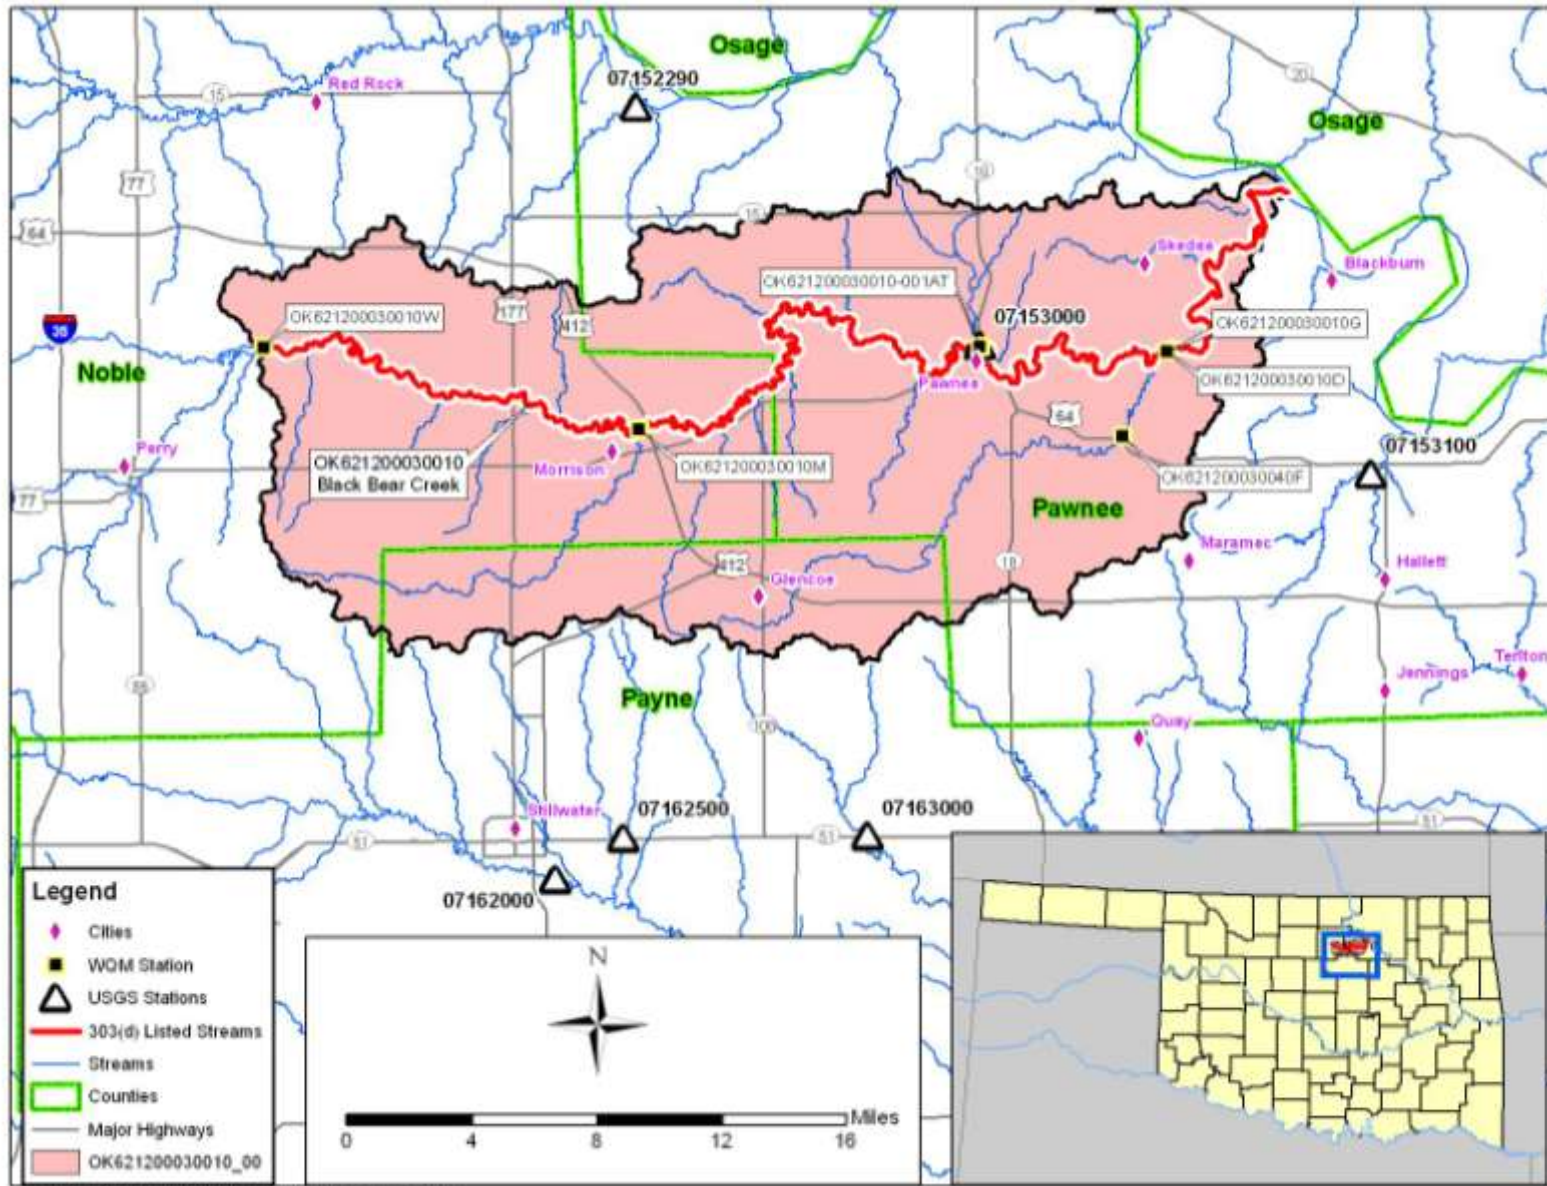 Osage
07152290
20
Red Rock
15
Osage
77
18
64
15
Skedee
Blackburn
OK621200030010-001AT
OK621200030010W
177
412
07153000
OK621200030010G
35
Noble
Pawnee
OK621200030010D
64
Perry
07153100
OK621200030010
Black Bear Creek
Morrison
OK621200030010M
OK621200030040F
77
Pawnee
Maramec
Hallett
412
18
Glencoe
Terlton
Jennings
86
Payne
108
Quay
Stillwater
07162500
07163000
51
51
51
07162000
Legend
Cities
WQM Station
USGS Stations
303(d) Listed Streams
Streams
Counties
Major Highways
OK621200030010_00
N
Miles
0 4 8 12 16